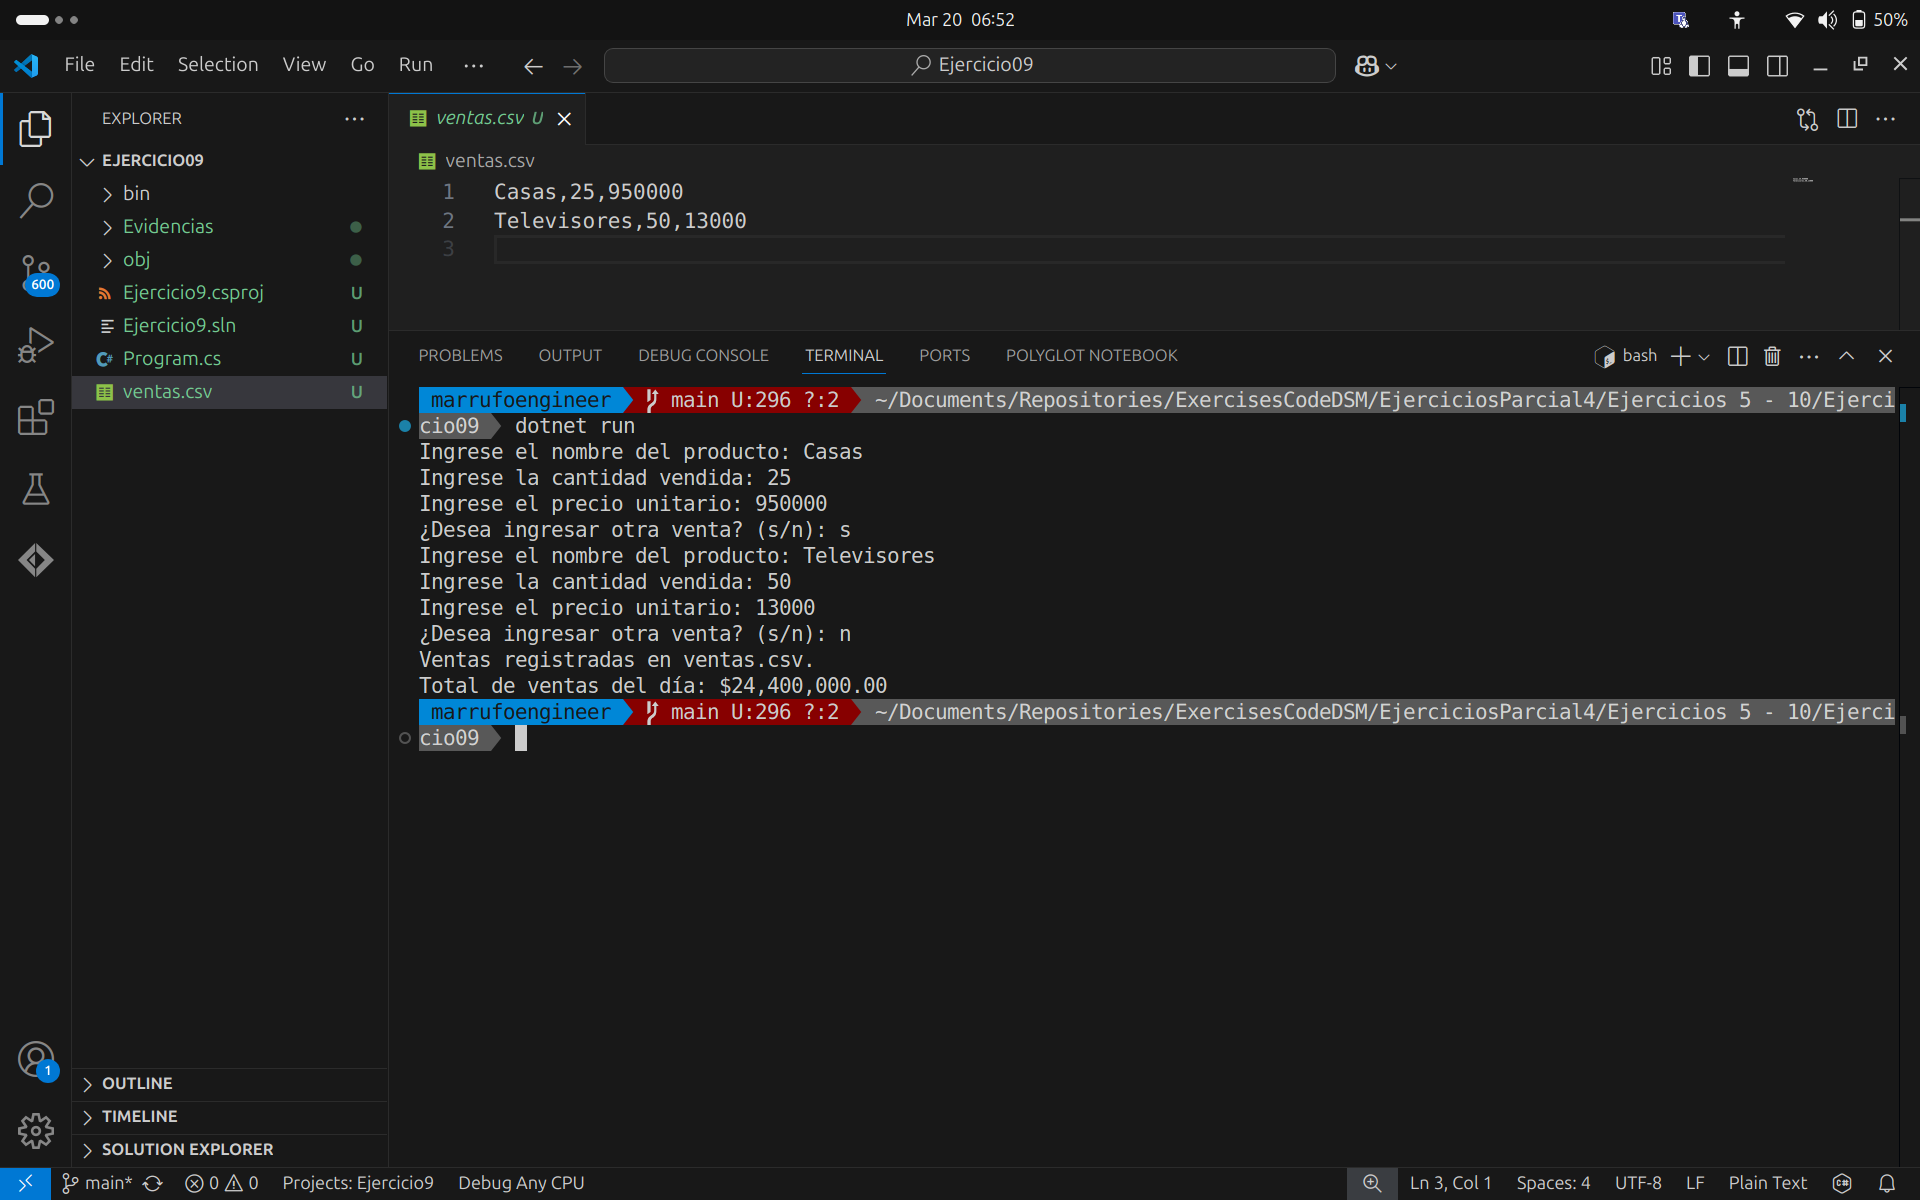 Mar 20 06:52
50%
File Edit Selection View Go Run ···
Ejercicio09
EXPLORER
EJERCICIO09
bin
Evidencias
obj
Ejercicio9.csproj U
Ejercicio9.sln U
C# Program.cs U
ventas.csv U
600
1
OUTLINE
TIMELINE
SOLUTION EXPLORER
ventas.csv U
ventas.csv
1 Casas,25,950000
2 Televisores,50,13000
3
PROBLEMS OUTPUT DEBUG CONSOLE TERMINAL PORTS POLYGLOT NOTEBOOK
bash
marrufoengineer main U:296 ?:2 ~/Documents/Repositories/ExercisesCodeDSM/EjerciciosParcial4/Ejercicios 5 - 10/Ejerci
cio09 dotnet run
Ingrese el nombre del producto: Casas
Ingrese la cantidad vendida: 25
Ingrese el precio unitario: 950000
¿Desea ingresar otra venta? (s/n): s
Ingrese el nombre del producto: Televisores
Ingrese la cantidad vendida: 50
Ingrese el precio unitario: 13000
¿Desea ingresar otra venta? (s/n): n
Ventas registradas en ventas.csv.
Total de ventas del día: $24,400,000.00
marrufoengineer main U:296 ?:2 ~/Documents/Repositories/ExercisesCodeDSM/EjerciciosParcial4/Ejercicios 5 - 10/Ejerci
cio09
main* 0 0 Projects: Ejercicio9 Debug Any CPU
Ln 3, Col 1 Spaces: 4 UTF-8 LF Plain Text